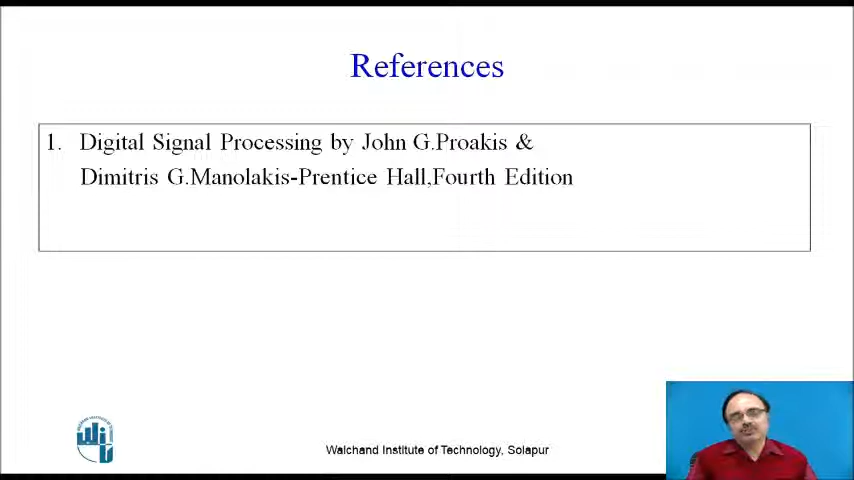 References
1. Digital Signal Processing by John G.Proakis &
Dimitris G.Manolakis-Prentice Hall,Fourth Edition
Walchand Institute of Technology, Solapur